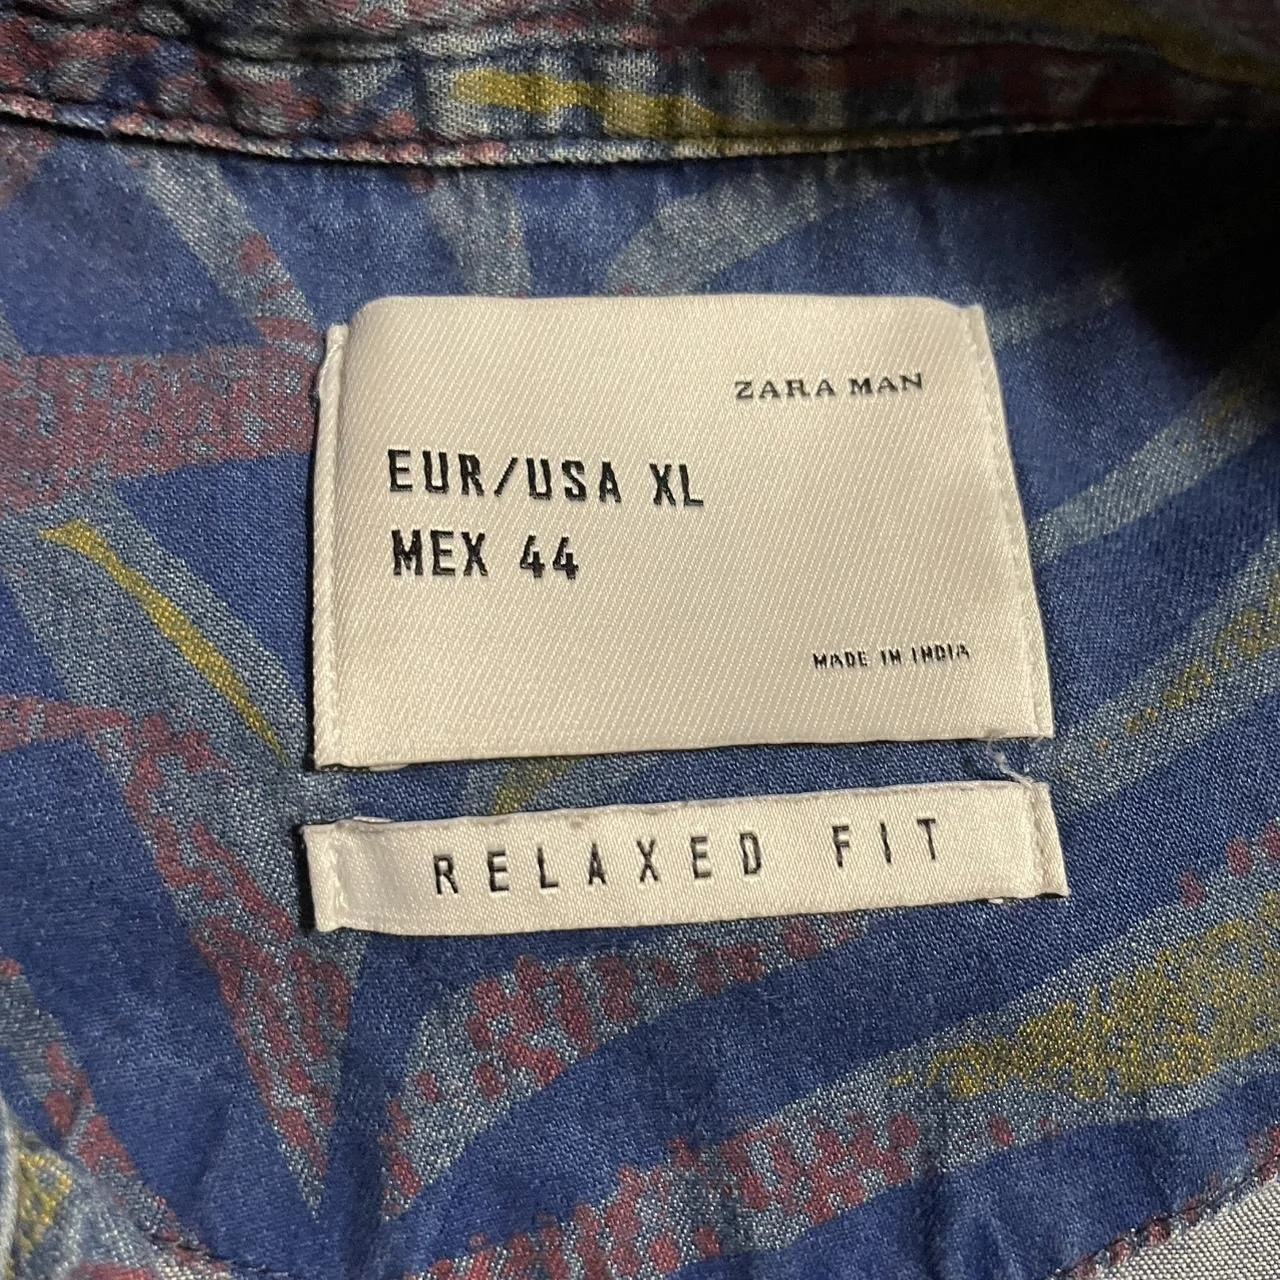 ZARA MAN
EUR/USA XL
MEX 44
MADE IN INDIA
RELAXED FIT